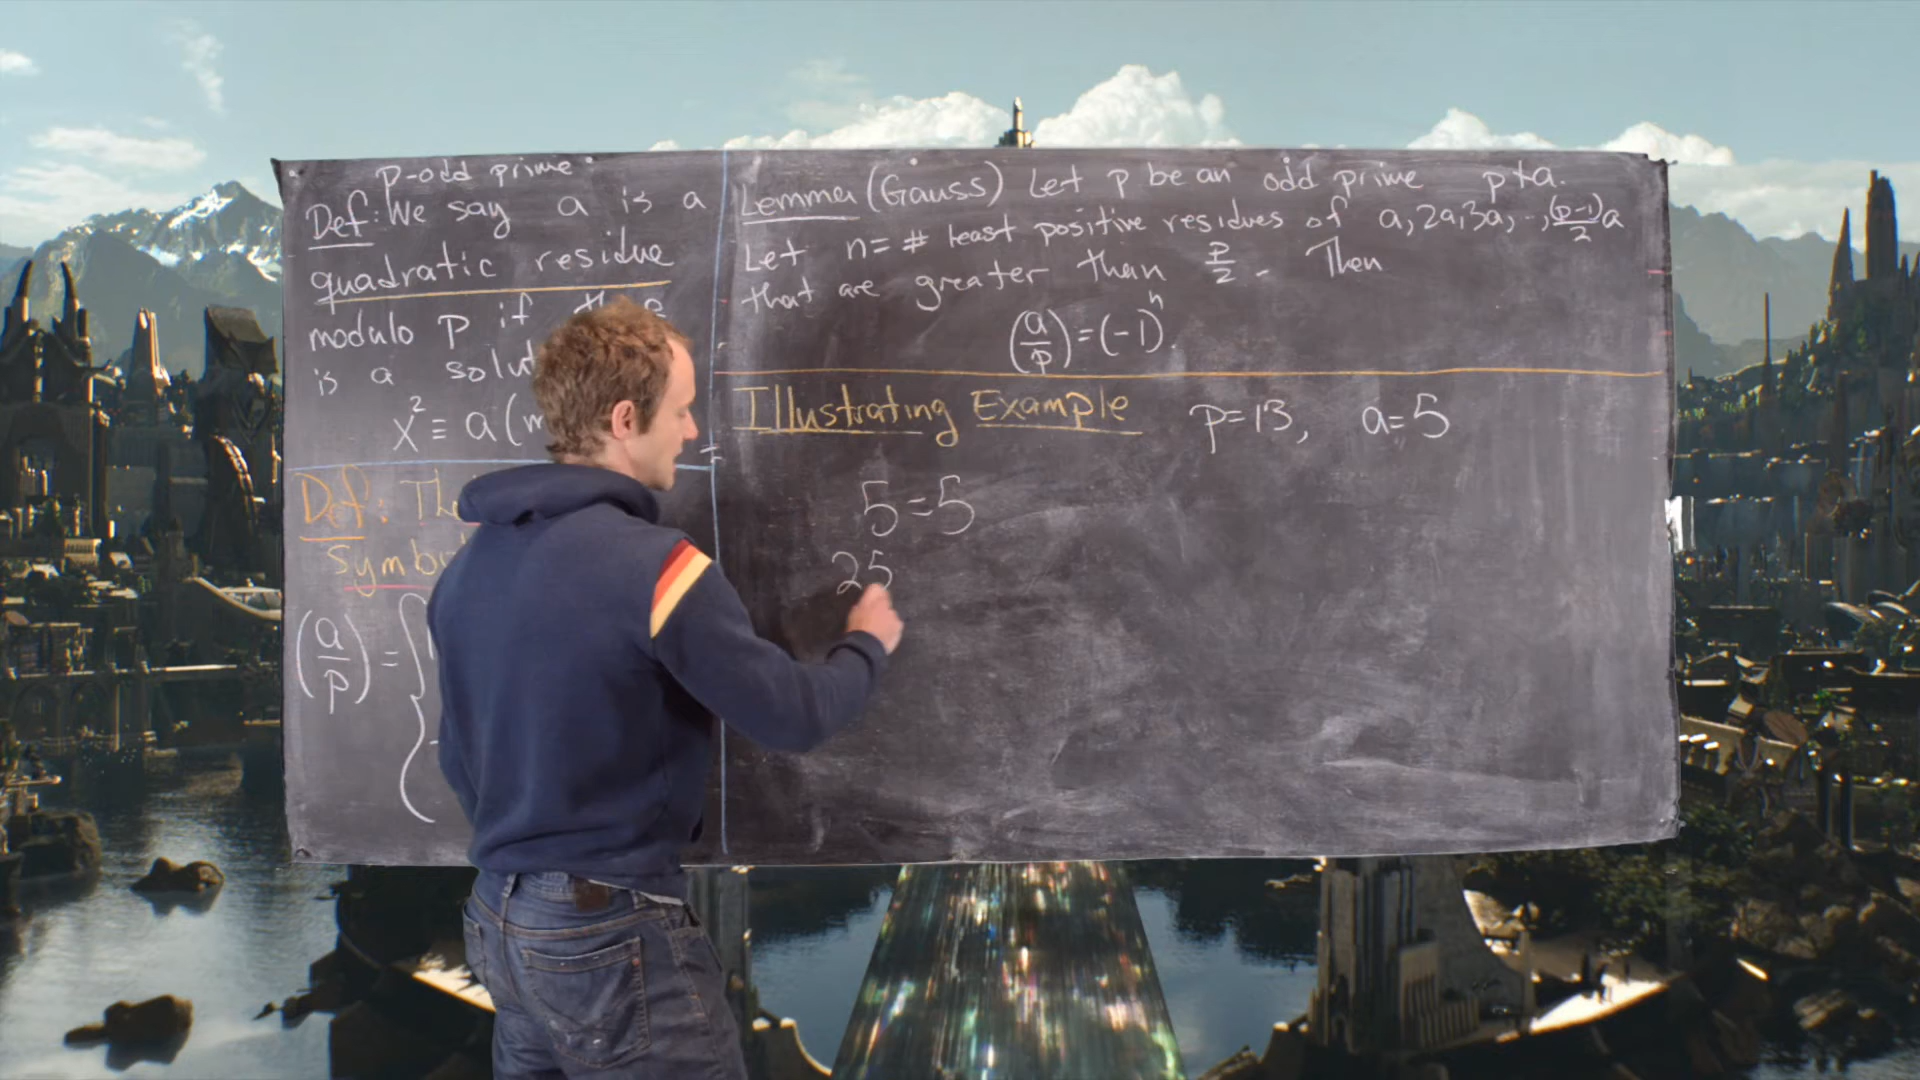 p-odd prime
Def: We say a is a
quadratic residue
modulo p if
is a
x² ≡ a (m
Def: The
symb
(a/p) = {
Lemma (Gauss) Let p be an odd prime p∤a.
Let n = # least positive residues of a, 2a, 3a, ..., (p-1)/2 a
that are greater than p/2. Then
(a/p) = (-1)ⁿ.
Illustrating Example p=13, a=5
5=5
25